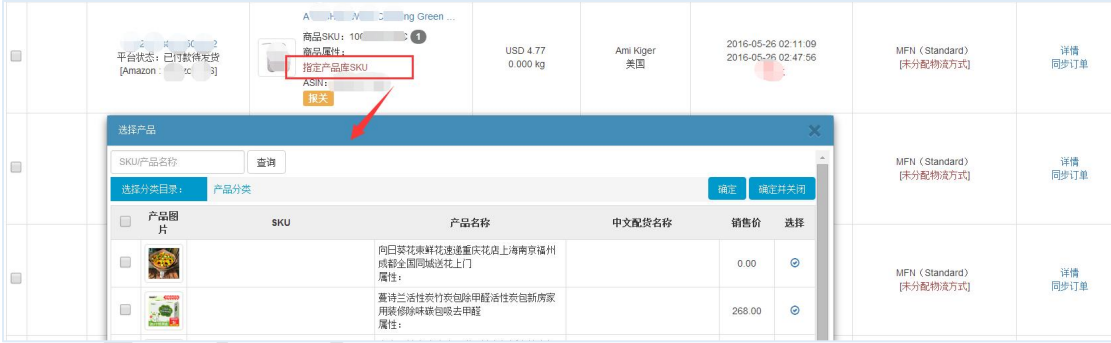 ng Green ...
商品SKU: 100 1
商品属性:
指定产品库SKU
ASIN:
报关
平台状态:已付款待发货
[Amazon :
USD 4.77
0.000 kg
Ami Kiger
美国
2016-05-26 02:11:09
2016-05-26 02:47:56
MFN(Standard)
[未分配物流方式]
详情
同步订单
选择产品
SKU/产品名称 查询
选择分类目录: 产品分类 确定 确定并关闭
产品图片 SKU 产品名称 中文配货名称 销售价 选择
向日葵花束鲜花速递重庆花店上海南京福州
成都全国同城送花上门
属性:
0.00
薹诗兰活性炭竹炭包除甲醛活性炭包新房家
用装修除味碳包吸去甲醛
属性:
268.00
MFN(Standard)
[未分配物流方式]
详情
同步订单
MFN(Standard)
[未分配物流方式]
详情
同步订单